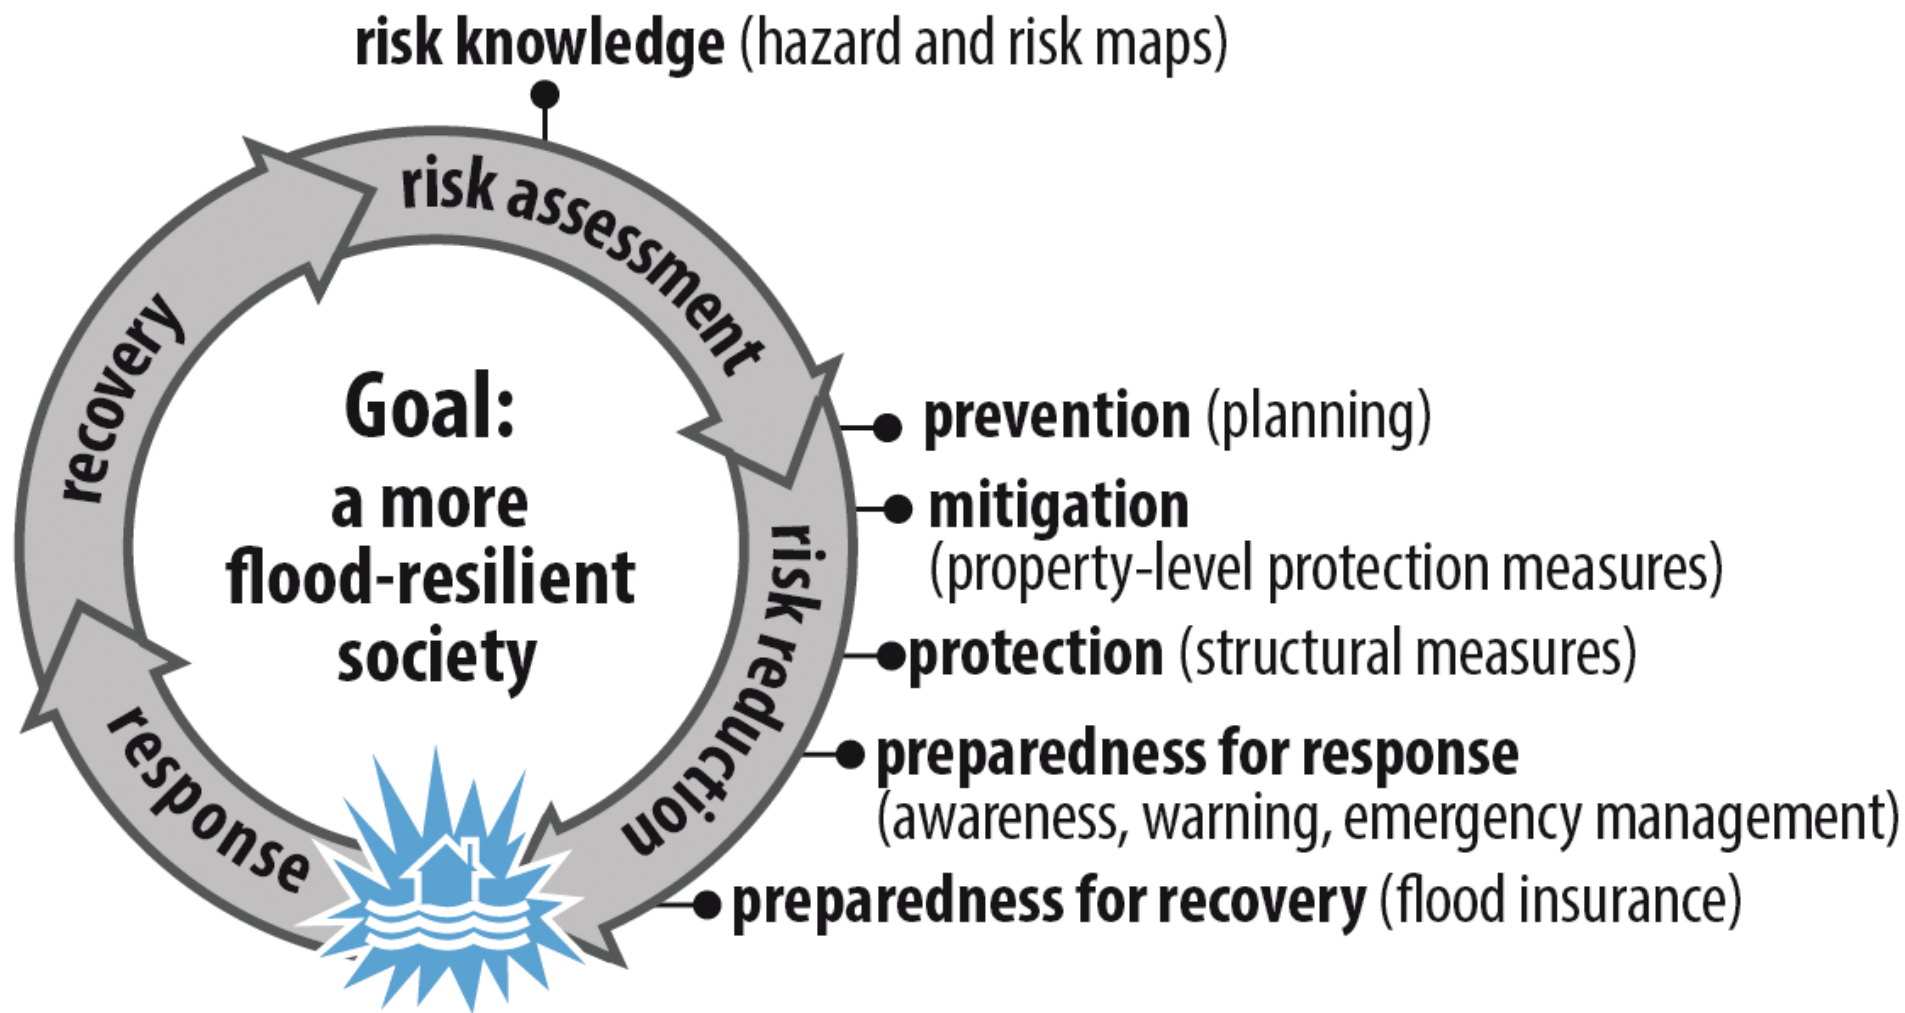 risk knowledge (hazard and risk maps)
risk assessment
prevention (planning)
mitigation
(property-level protection measures)
protection (structural measures)
risk reduction
preparedness for response
(awareness, warning, emergency management)
preparedness for recovery (flood insurance)
response
recovery
Goal:
a more
flood-resilient
society